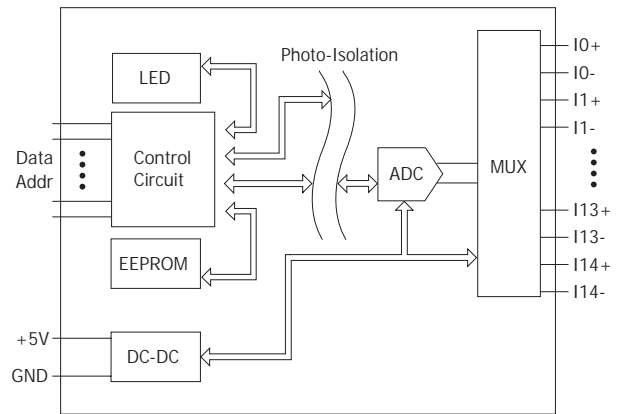 LED
Photo-Isolation
I0+
I0-
I1+
I1-
Data
Addr
Control
Circuit
ADC
MUX
EEPROM
I13+
I13-
I14+
I14-
+5V
GND
DC-DC